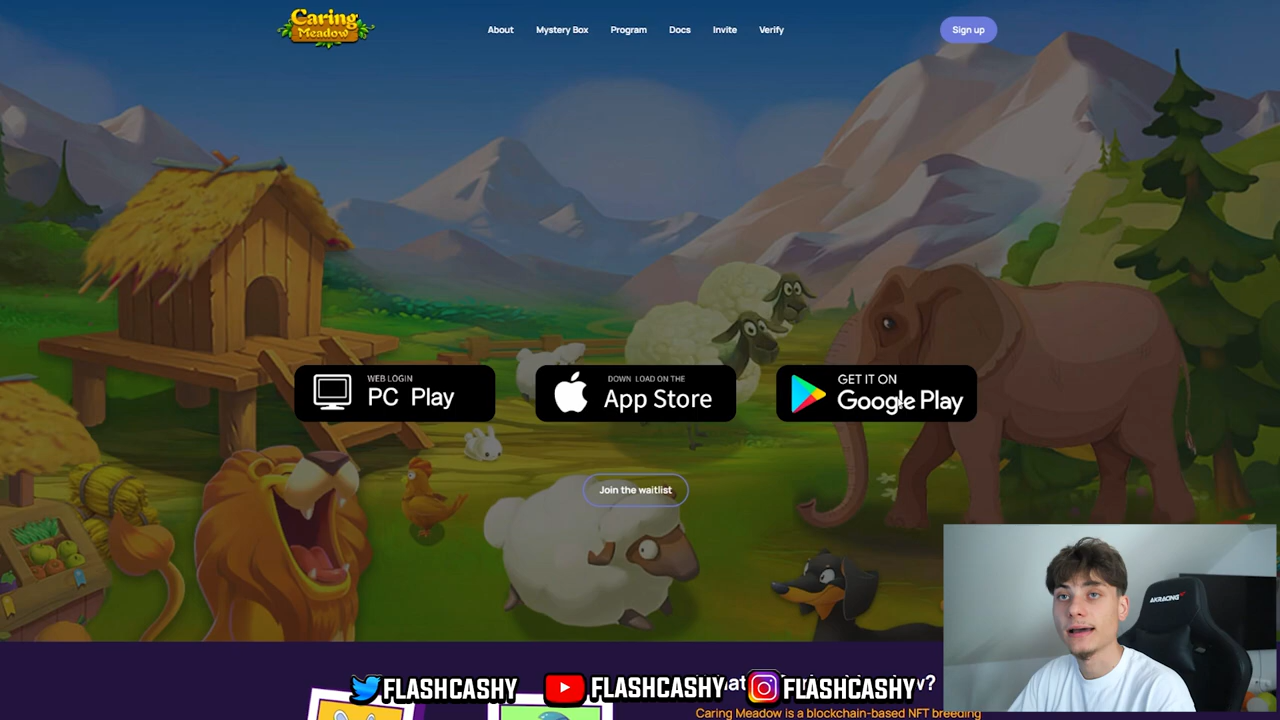 Caring
Meadow
About
Mystery Box
Program
Docs
Invite
Verify
Sign up
WEB LOGIN
PC Play
DOWN LOAD ON THE
App Store
GET IT ON
Google Play
Join the waitlist
AKRACING
FLASHCASHY
FLASHCASHY
FLASHCASHY
Caring Meadow is a blockchain-based NFT breeding